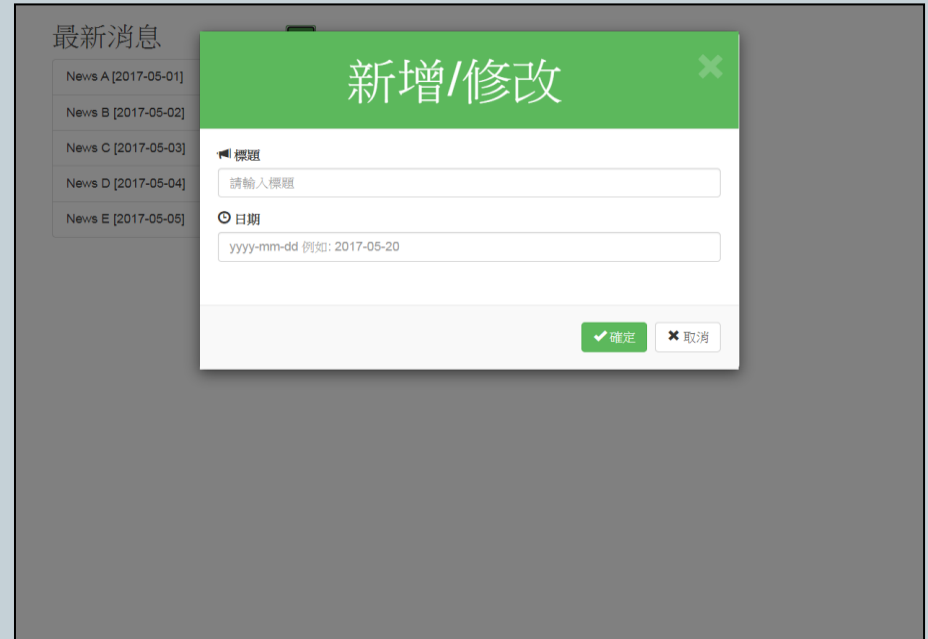 最新消息
新增/修改
News A [2017-05-01]
News B [2017-05-02]
News C [2017-05-03]
News D [2017-05-04]
News E [2017-05-05]
標題
請輸入標題
日期
yyyy-mm-dd 例如: 2017-05-20
確定
取消